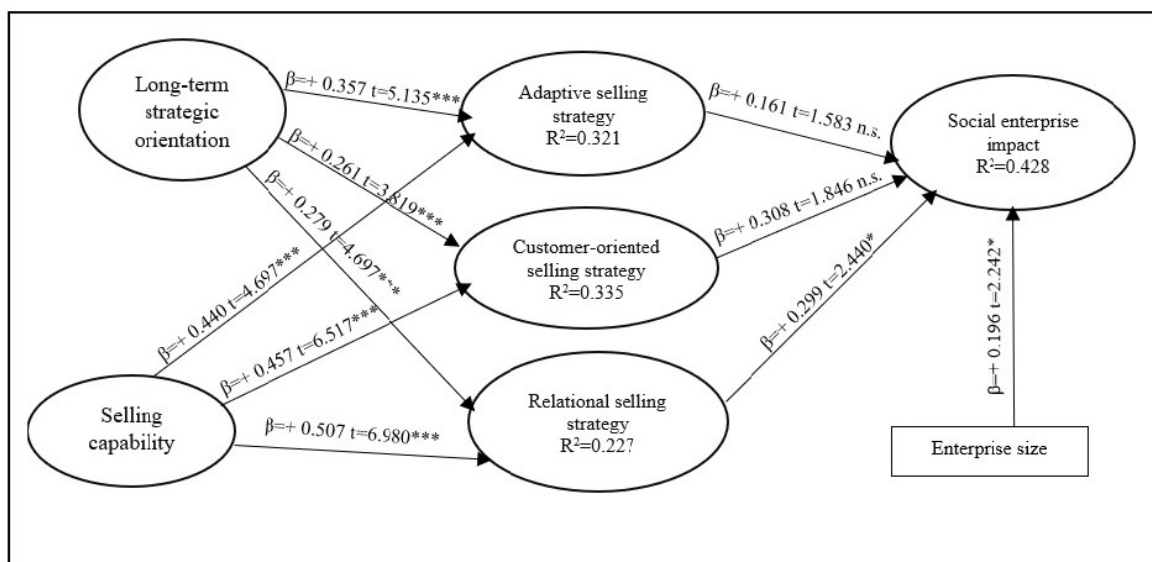 Long-term
strategic
orientation
β=+ 0.357 t=5.135***
β=+ 0.261 t=3.819***
β=+ 0.279 t=4.697***
Selling
capability
β=+ 0.440 t=4.697***
β=+ 0.457 t=6.517***
β=+ 0.507 t=6.980***
Adaptive selling
strategy
R²=0.321
Customer-oriented
selling strategy
R²=0.335
Relational selling
strategy
R²=0.227
β=+ 0.161 t=1.583 n.s.
β=+ 0.308 t=1.846 n.s.
β=+ 0.299 t=2.440*
Social enterprise
impact
R²=0.428
β=+ 0.196 t=2.242*
Enterprise size